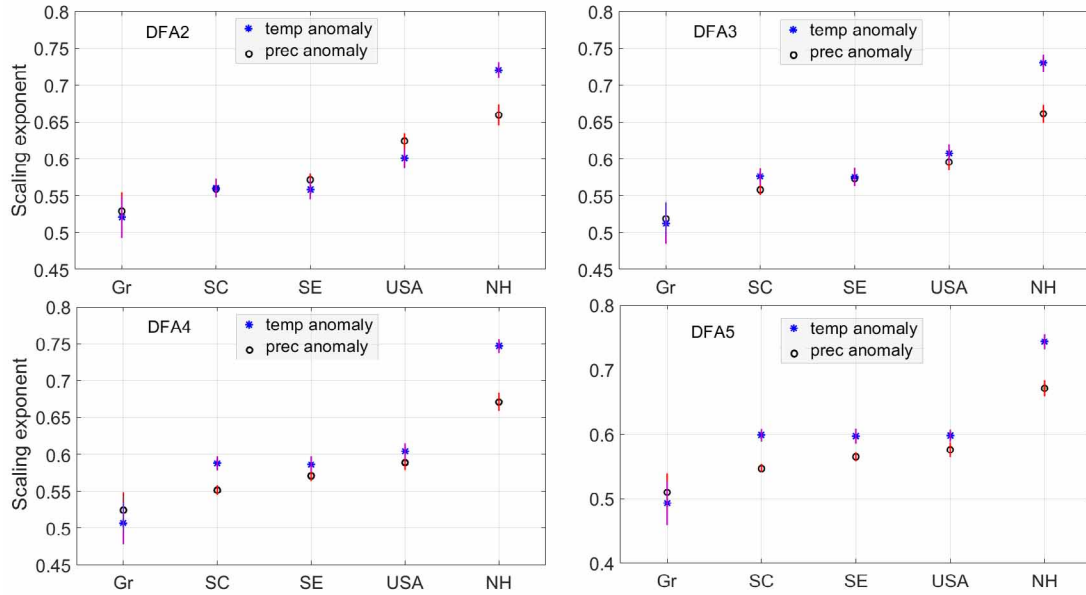 DFA2
temp anomaly
prec anomaly
Scaling exponent
0.8
0.75
0.7
0.65
0.6
0.55
0.5
0.45
Gr SC SE USA NH
DFA3
temp anomaly
prec anomaly
0.8
0.75
0.7
0.65
0.6
0.55
0.5
0.45
Gr SC SE USA NH
DFA4
temp anomaly
prec anomaly
Scaling exponent
0.8
0.75
0.7
0.65
0.6
0.55
0.5
0.45
Gr SC SE USA NH
DFA5
temp anomaly
prec anomaly
0.8
0.7
0.6
0.5
0.4
Gr SC SE USA NH